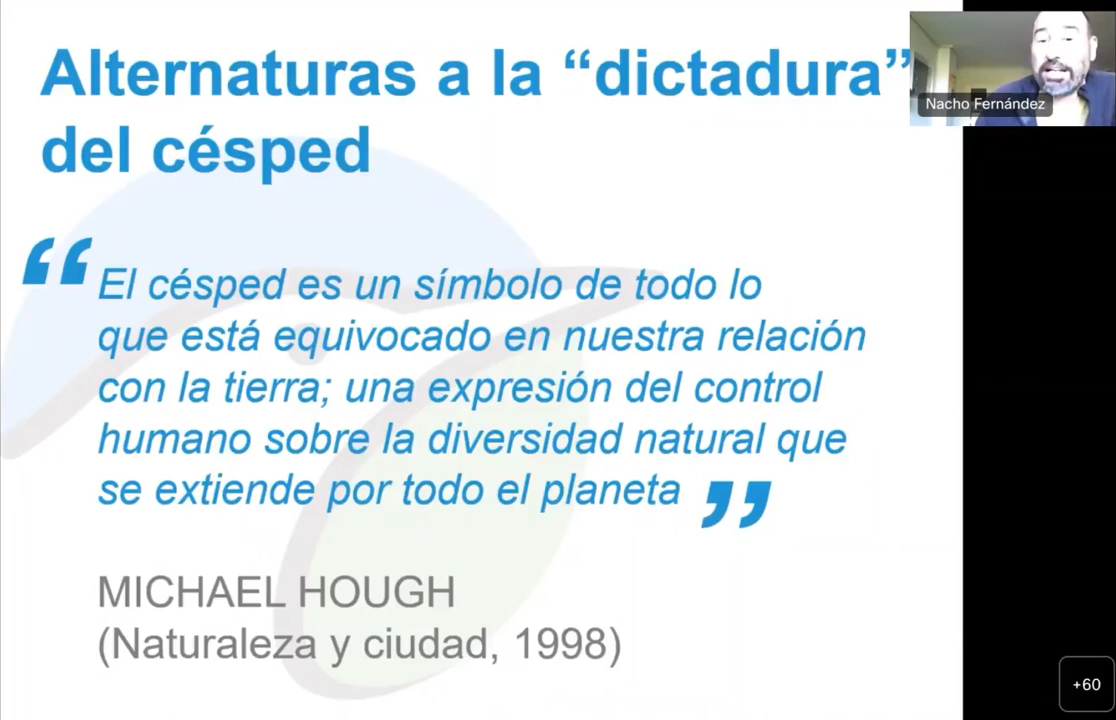 Alternaturas a la “dictadura”
del césped
“
El césped es un símbolo de todo lo
que está equivocado en nuestra relación
con la tierra; una expresión del control
humano sobre la diversidad natural que
se extiende por todo el planeta ”
MICHAEL HOUGH
(Naturaleza y ciudad, 1998)
Nacho Fernández
+60